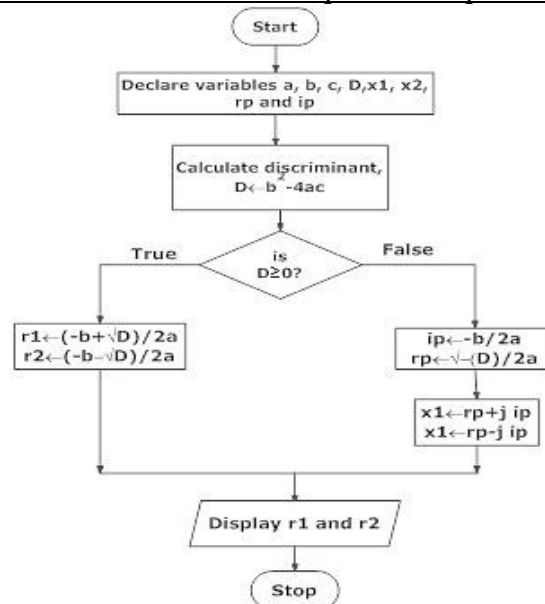 Start
Declare variables a, b, c, D,x1, x2,
rp and ip
Calculate discriminant,
D←b²-4ac
True
is
D≥0?
False
r1←(-b+√D)/2a
r2←(-b-√D)/2a
ip←-b/2a
rp←√-(D)/2a
x1←rp+j ip
x1←rp-j ip
Display r1 and r2
Stop